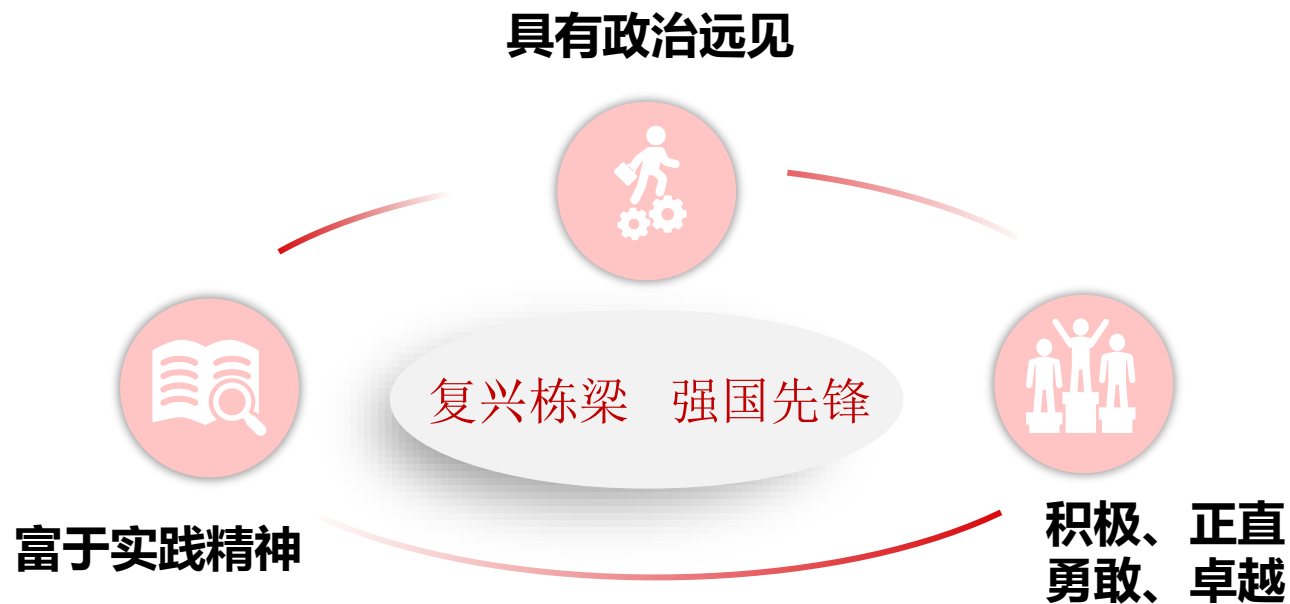 具有政治远见
复兴栋梁 强国先锋
富于实践精神
积极、正直
勇敢、卓越